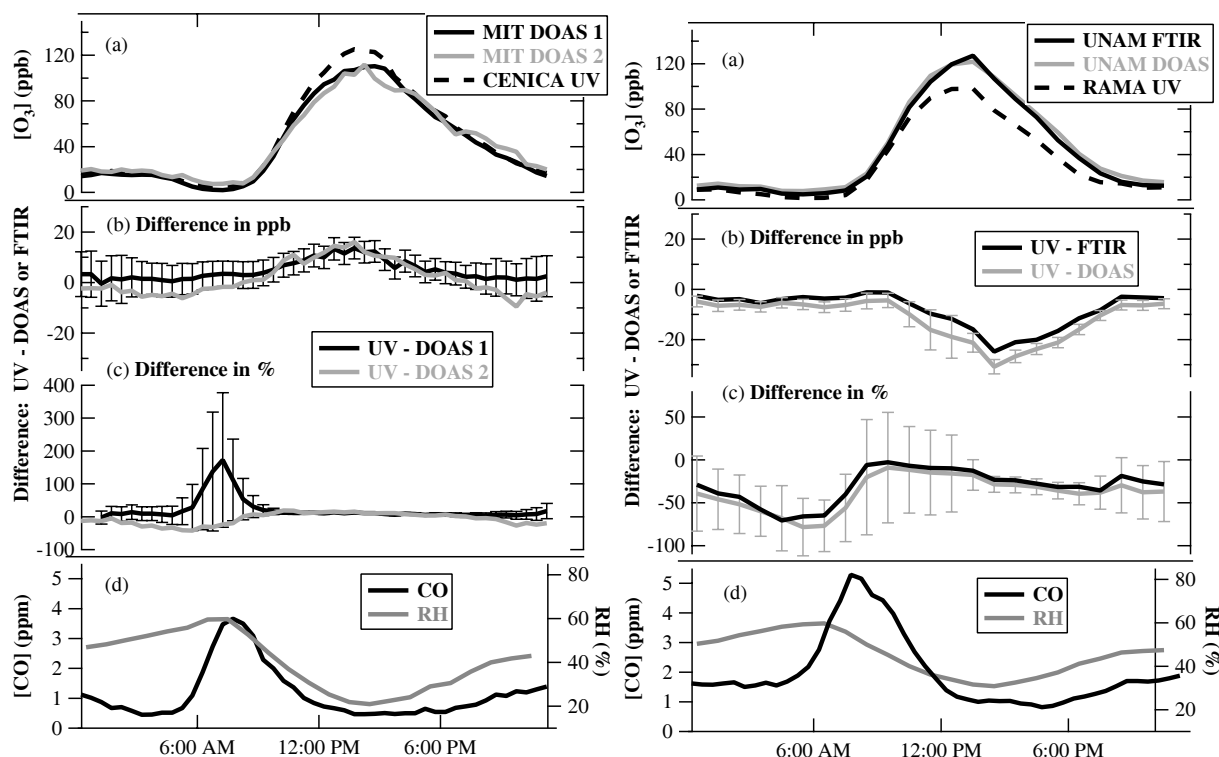 (a)
MIT DOAS 1
MIT DOAS 2
CENICA UV
[O3] (ppb)
120
80
40
0
(b) Difference in ppb
20
0
-20
Difference: UV - DOAS or FTIR
UV - DOAS 1
UV - DOAS 2
(c) Difference in %
400
300
200
100
0
-100
(d)
CO
RH
[CO] (ppm)
5
4
3
2
1
0
RH (%)
80
60
40
20
6:00 AM
12:00 PM
6:00 PM
(a)
UNAM FTIR
UNAM DOAS
RAMA UV
[O3] (ppb)
120
80
40
0
(b) Difference in ppb
UV - FTIR
UV - DOAS
20
0
-20
Difference: UV - DOAS or FTIR
(c) Difference in %
50
0
-50
-100
(d)
CO
RH
[CO] (ppm)
5
4
3
2
1
0
RH (%)
80
60
40
20
6:00 AM
12:00 PM
6:00 PM